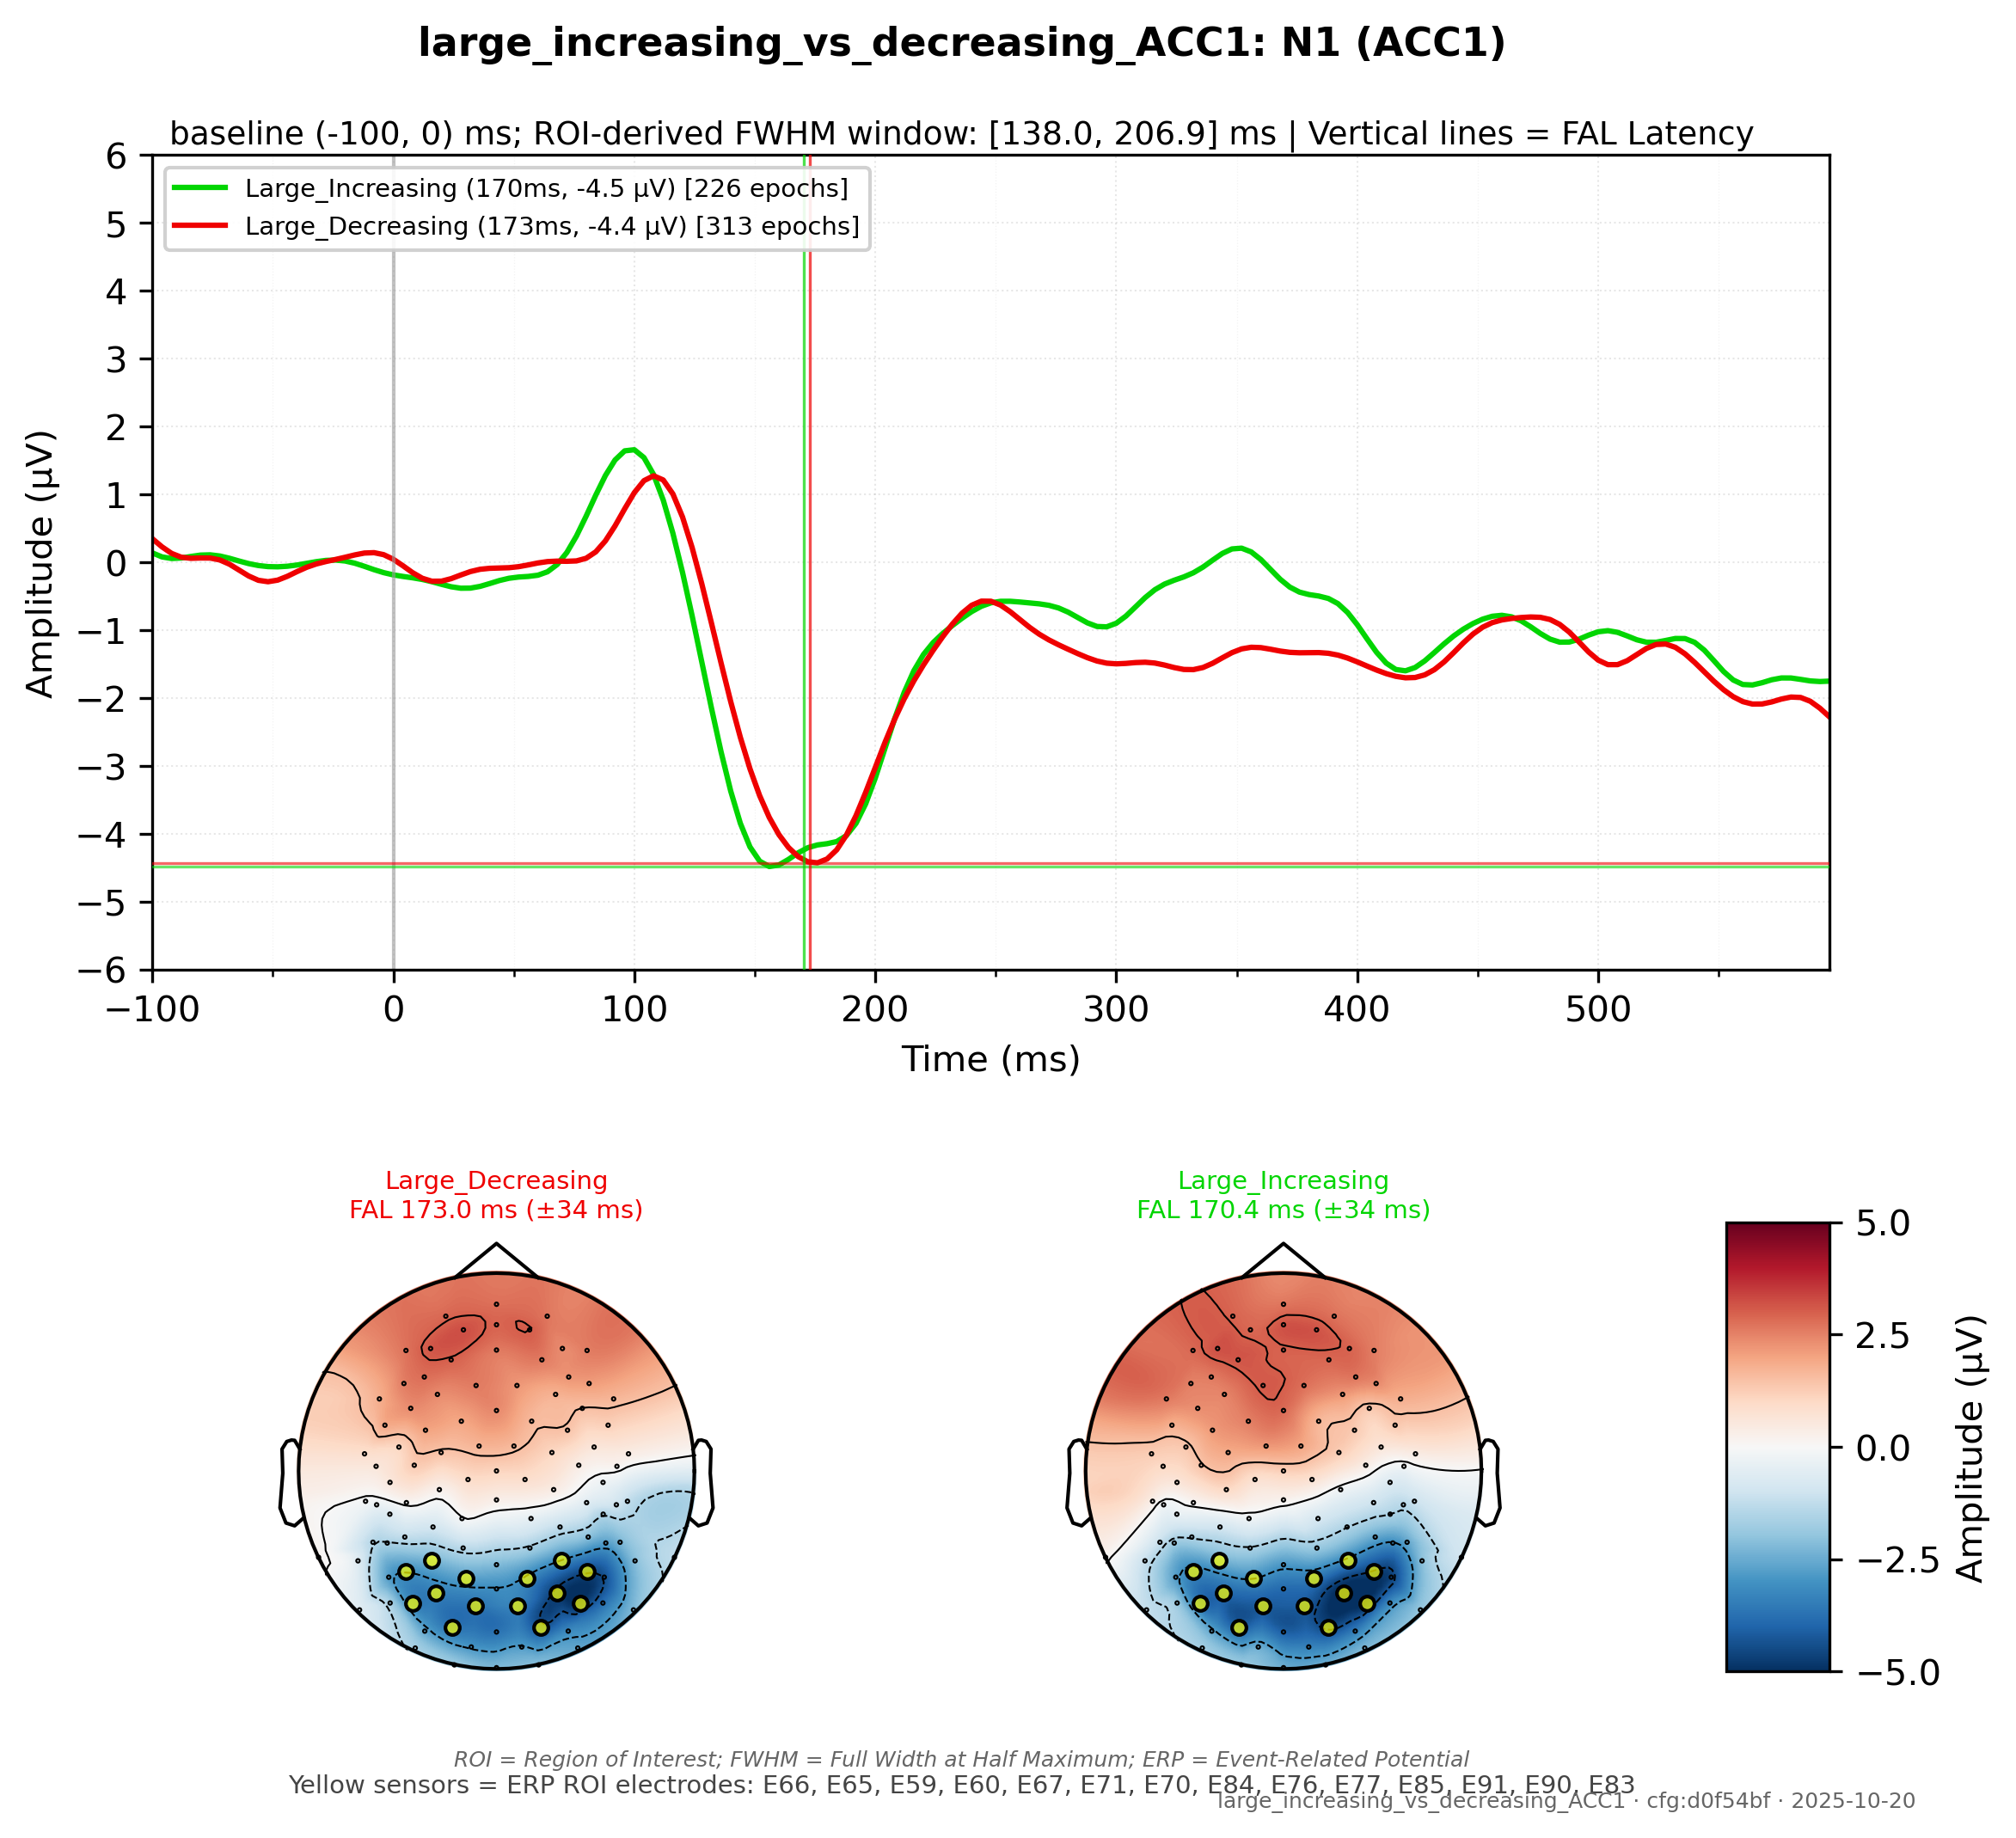 large_increasing_vs_decreasing_ACC1: N1 (ACC1)
baseline (-100, 0) ms; ROI-derived FWHM window: [138.0, 206.9] ms | Vertical lines = FAL Latency
Large_Increasing (170ms, -4.5 µV) [226 epochs]
Large_Decreasing (173ms, -4.4 µV) [313 epochs]
6
5
4
3
2
1
0
−1
−2
−3
−4
−5
−6
Amplitude (µV)
−100 0 100 200 300 400 500
Time (ms)
Large_Decreasing
FAL 173.0 ms (±34 ms)
Large_Increasing
FAL 170.4 ms (±34 ms)
5.0
2.5
0.0
−2.5
−5.0
Amplitude (µV)
ROI = Region of Interest; FWHM = Full Width at Half Maximum; ERP = Event-Related Potential
Yellow sensors = ERP ROI electrodes: E66, E65, E59, E60, E67, E71, E70, E84, E76, E77, E85, E91, E90, E83
large_increasing_vs_decreasing_ACC1 · cfg:d0f54bf · 2025-10-20